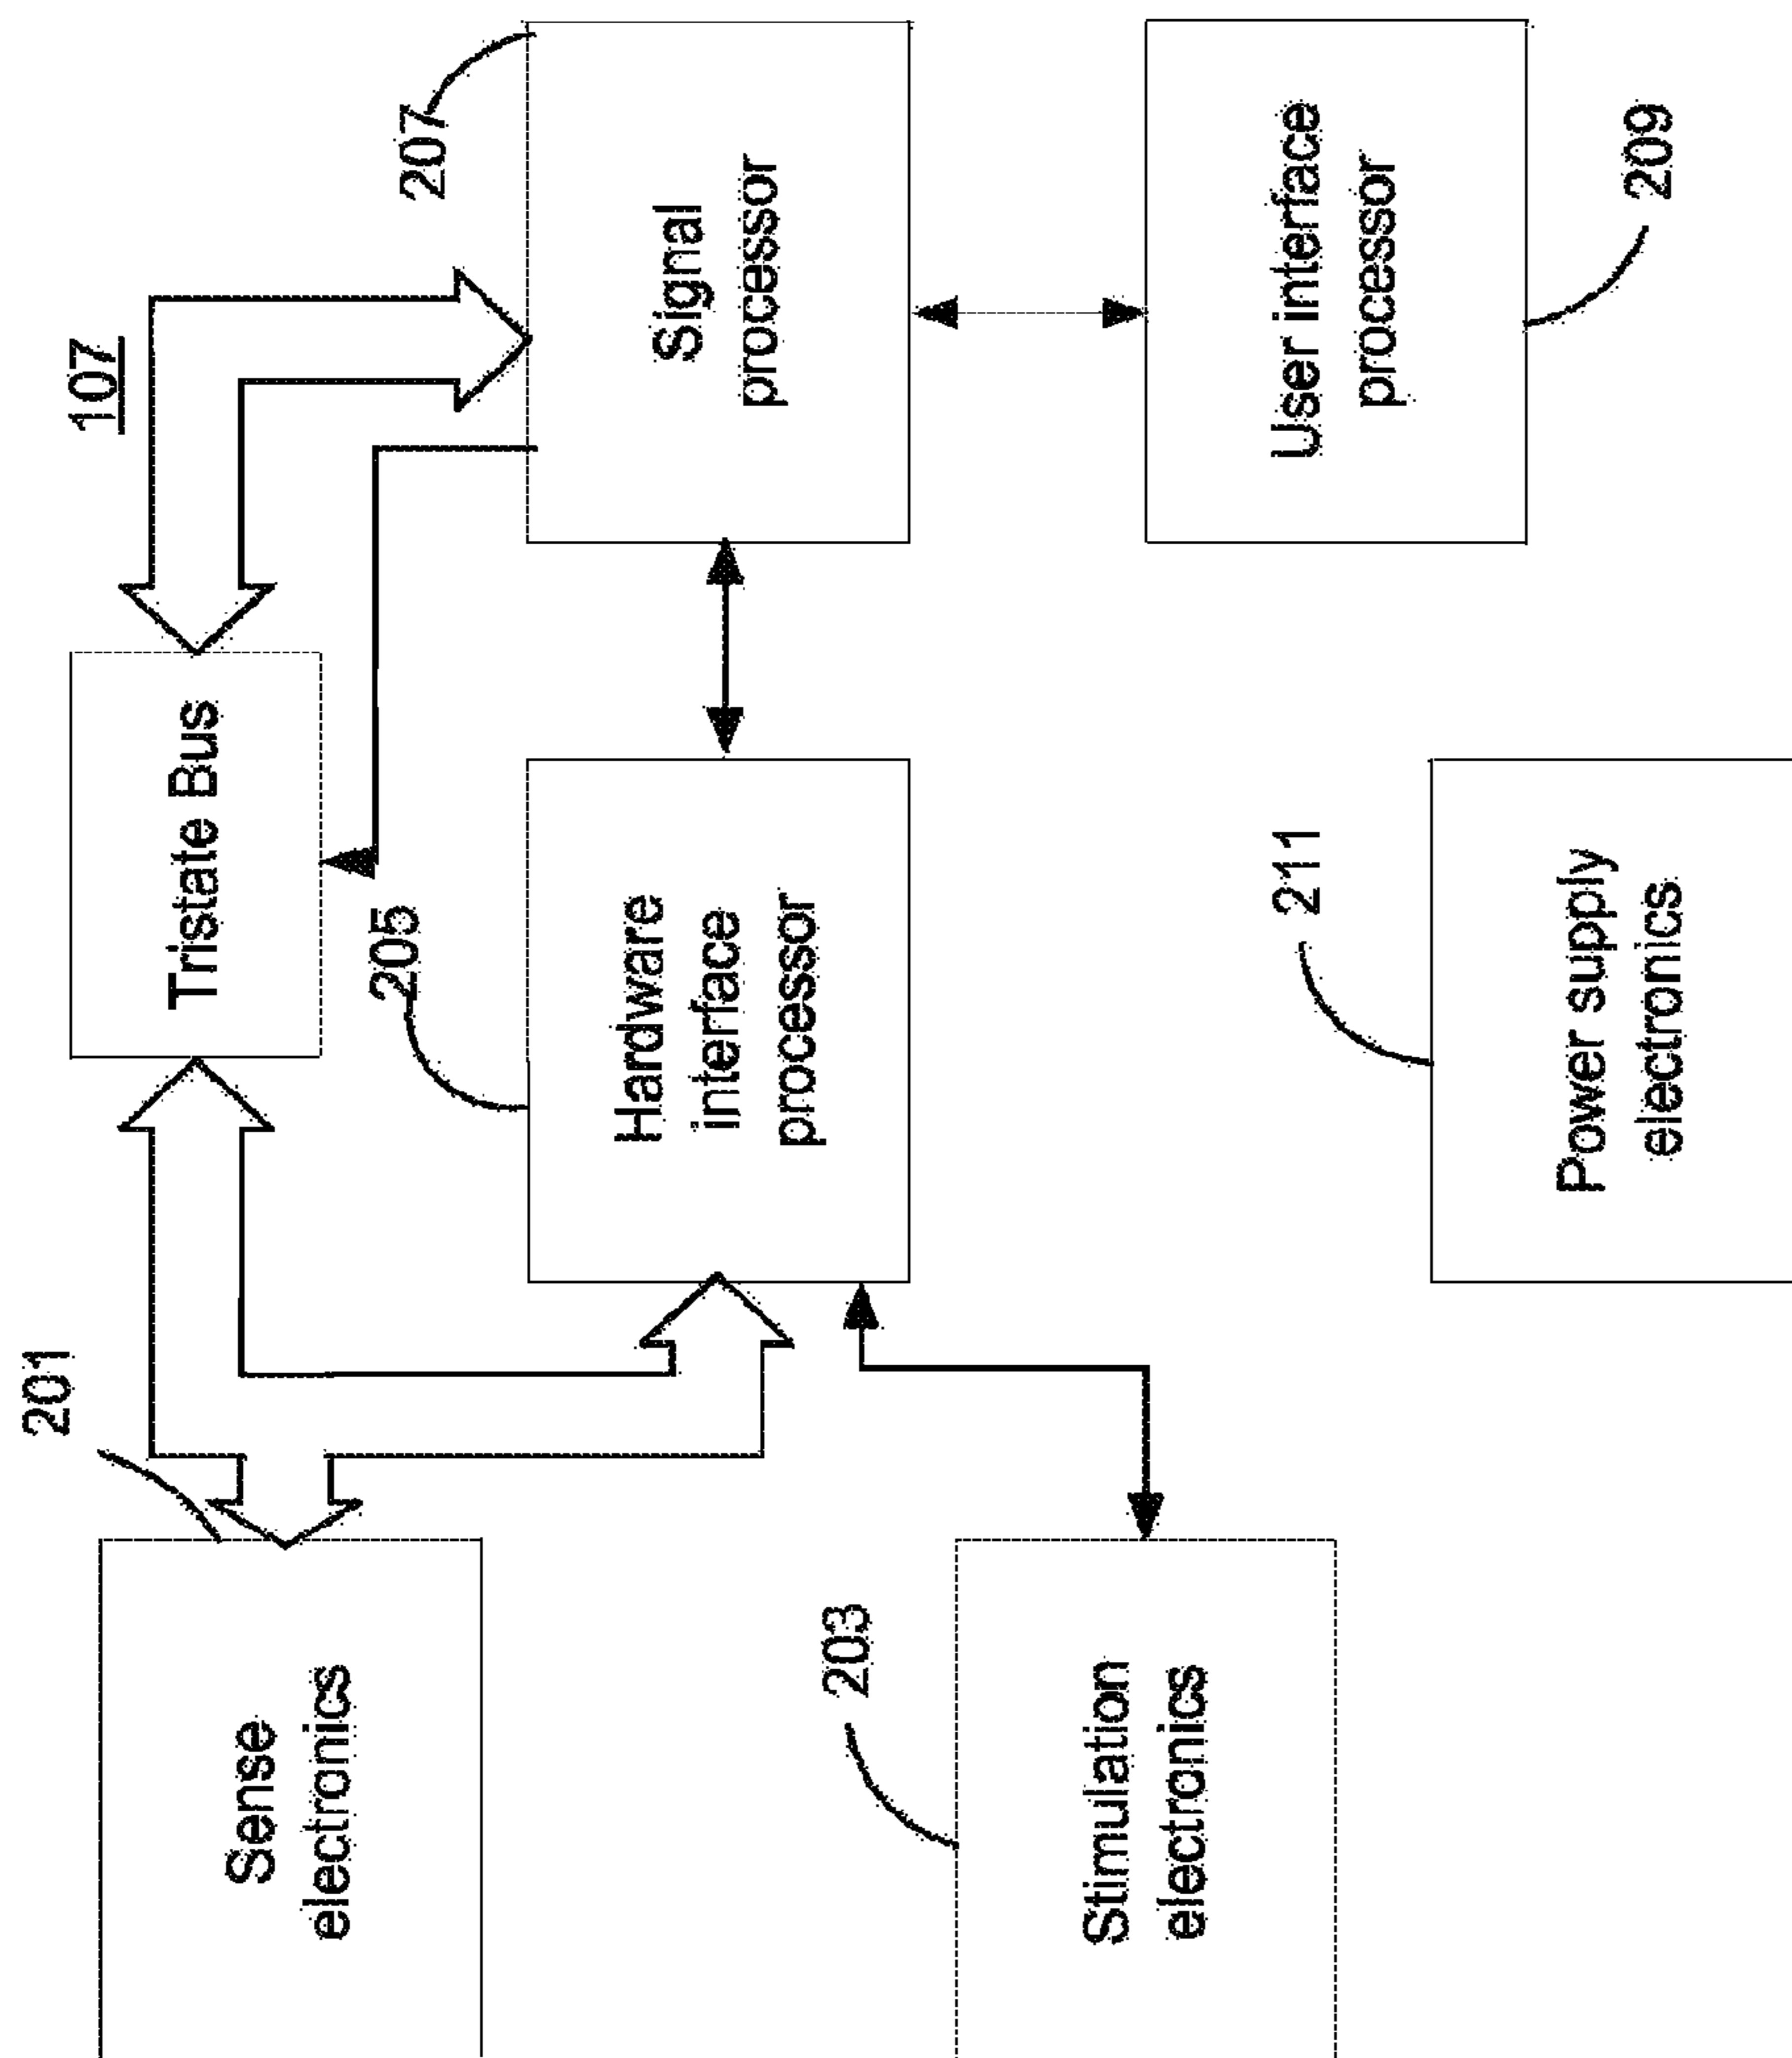 107
201
Sense
electronics
Tristate Bus
207
Signal
processor
205
Hardware
interface
processor
203
Stimulation
electronics
User interface
processor
209
211
Power supply
electronics